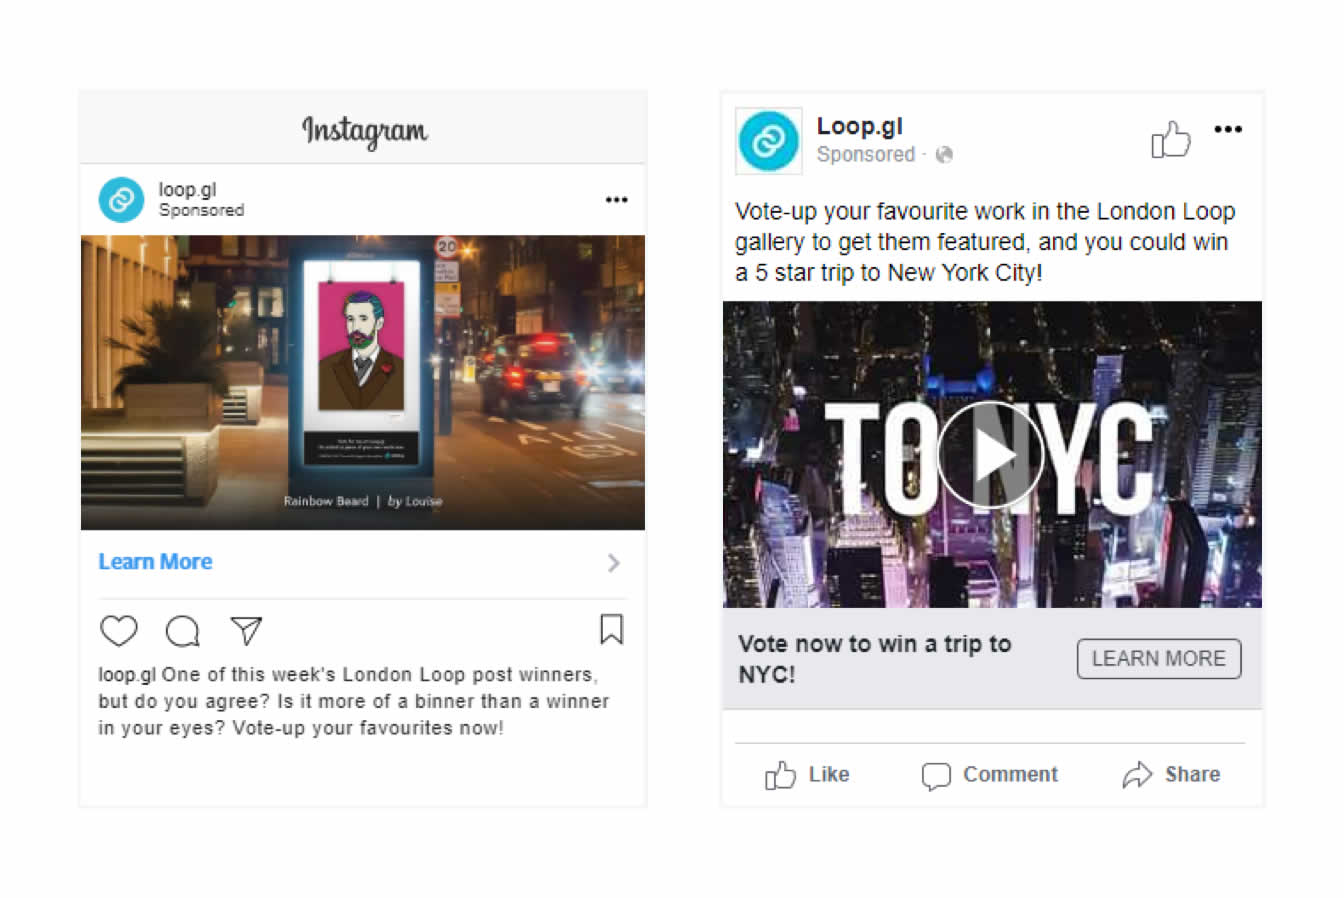 Instagram
loop.gl
Sponsored
20
Rainbow Beard | by Louise
Learn More
loop.gl One of this week's London Loop post winners,
but do you agree? Is it more of a binner than a winner
in your eyes? Vote-up your favourites now!
Loop.gl
Sponsored ·
Vote-up your favourite work in the London Loop
gallery to get them featured, and you could win
a 5 star trip to New York City!
TO NYC
Vote now to win a trip to
NYC!
LEARN MORE
Like
Comment
Share